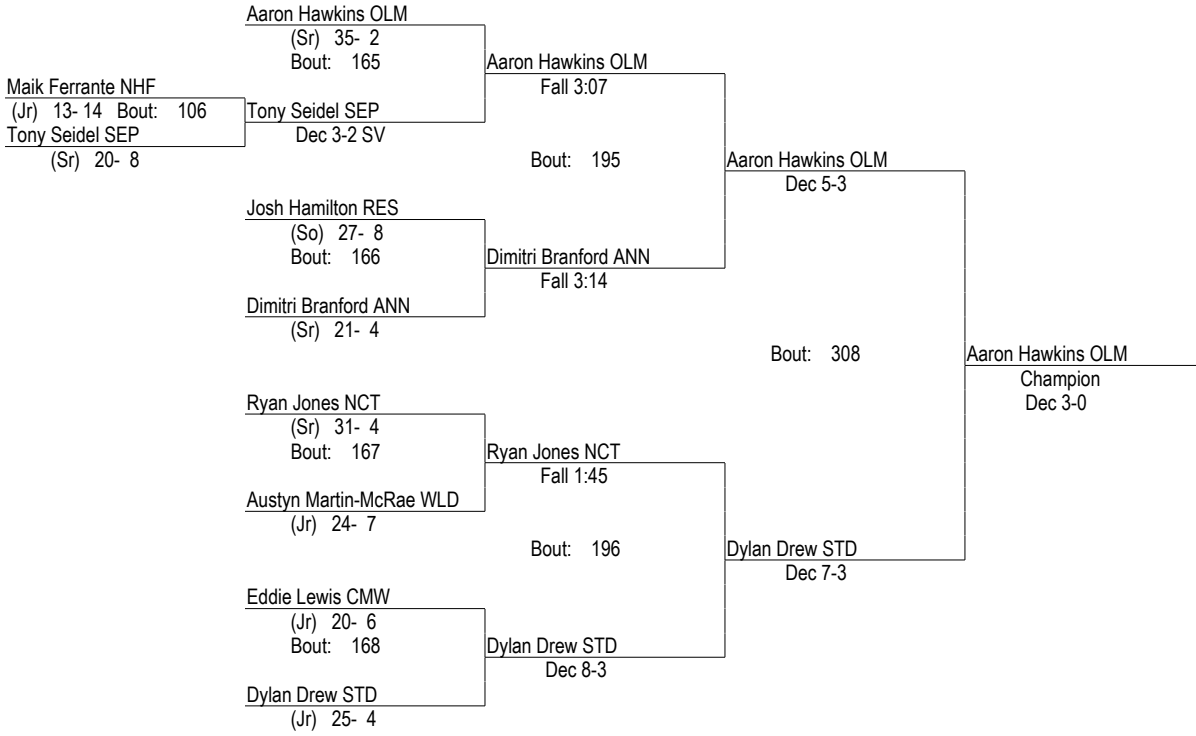 Aaron Hawkins OLM
(Sr) 35- 2
Bout: 165
Aaron Hawkins OLM
Fall 3:07
Maik Ferrante NHF
(Jr) 13- 14 Bout: 106
Tony Seidel SEP
(Sr) 20- 8
Tony Seidel SEP
Dec 3-2 SV
Bout: 195
Aaron Hawkins OLM
Dec 5-3
Josh Hamilton RES
(So) 27- 8
Bout: 166
Dimitri Branford ANN
Fall 3:14
Dimitri Branford ANN
(Sr) 21- 4
Bout: 308
Aaron Hawkins OLM
Champion
Dec 3-0
Ryan Jones NCT
(Sr) 31- 4
Bout: 167
Ryan Jones NCT
Fall 1:45
Austyn Martin-McRae WLD
(Jr) 24- 7
Bout: 196
Dylan Drew STD
Dec 7-3
Eddie Lewis CMW
(Jr) 20- 6
Bout: 168
Dylan Drew STD
Dec 8-3
Dylan Drew STD
(Jr) 25- 4